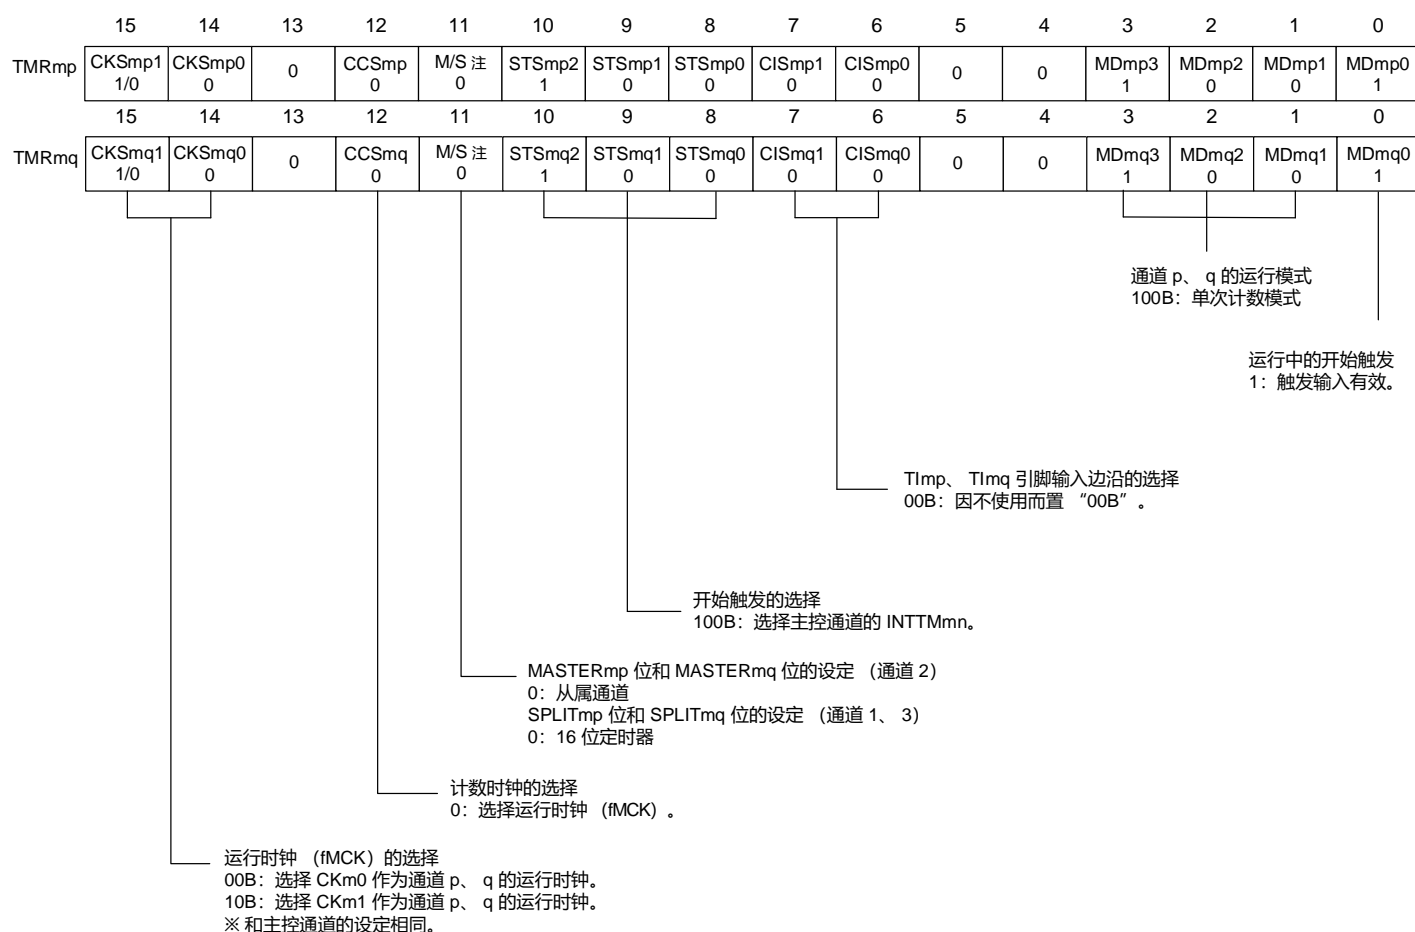 15 14 13 12 11 10 9 8 7 6 5 4 3 2 1 0
TMRmp CKSmp1 CKSmp0 0 CCSmp M/S 注 STSmp2 STSmp1 STSmp0 CISmp1 CISmp0 0 0 MDmp3 MDmp2 MDmp1 MDmp0
1/0 0 0 0 1 0 0 0 0 1 0 0 1
15 14 13 12 11 10 9 8 7 6 5 4 3 2 1 0
TMRmq CKSmq1 CKSmq0 0 CCSmq M/S 注 STSmq2 STSmq1 STSmq0 CISmq1 CISmq0 0 0 MDmq3 MDmq2 MDmq1 MDmq0
1/0 0 0 0 1 0 0 0 0 1 0 0 1
通道 p、 q 的运行模式
100B：单次计数模式
运行中的开始触发
1：触发输入有效。
TImp、 TImq 引脚输入边沿的选择
00B：因不使用而置 “00B”。
开始触发的选择
100B：选择主控通道的 INTTMmn。
MASTERmp 位和 MASTERmq 位的设定 （通道 2）
0：从属通道
SPLITmp 位和 SPLITmq 位的设定 （通道 1、 3）
0：16 位定时器
计数时钟的选择
0：选择运行时钟 （fMCK）。
运行时钟 （fMCK）的选择
00B：选择 CKm0 作为通道 p、 q 的运行时钟。
10B：选择 CKm1 作为通道 p、 q 的运行时钟。
※ 和主控通道的设定相同。